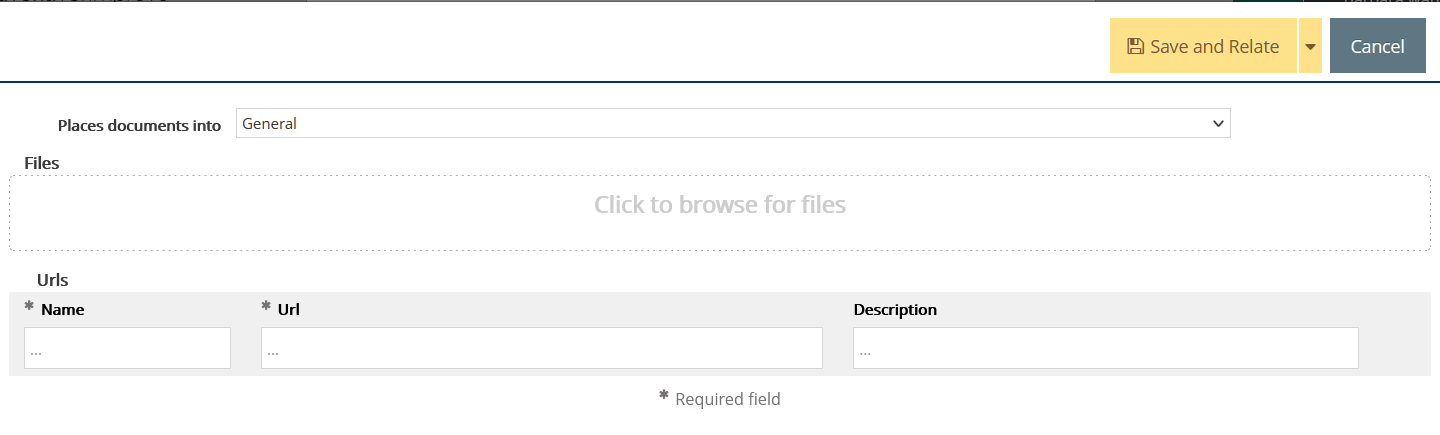 Save and Relate
Cancel
Places documents into
General
Files
Click to browse for files
Urls
* Name
* Url
Description
...
...
...
* Required field